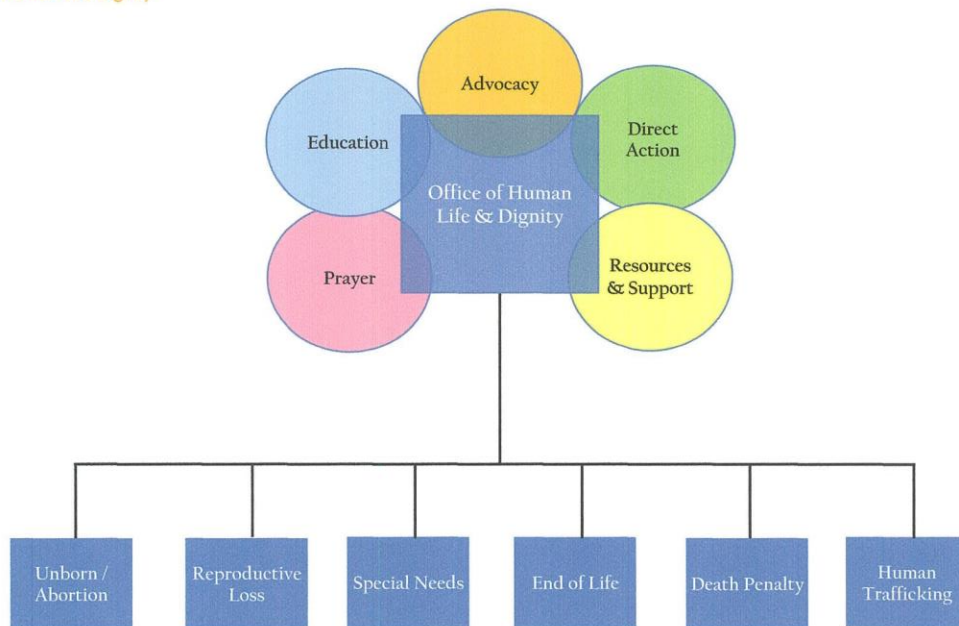 Advocacy
Education
Direct
Action
Office of Human
Life & Dignity
Prayer
Resources
& Support
Unborn /
Abortion
Reproductive
Loss
Special Needs
End of Life
Death Penalty
Human
Trafficking